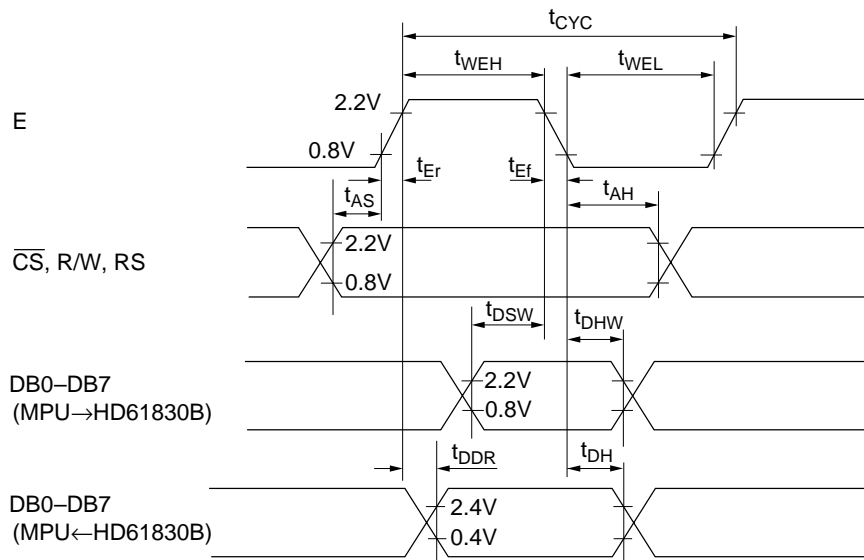 tCYC
tWEH
tWEL
2.2V
E
0.8V
tEr
tEf
tAS
tAH
2.2V
CS, R/W, RS
0.8V
tDSW
tDHW
DB0–DB7
2.2V
(MPU→HD61830B)
0.8V
tDDR
tDH
DB0–DB7
2.4V
(MPU←HD61830B)
0.4V